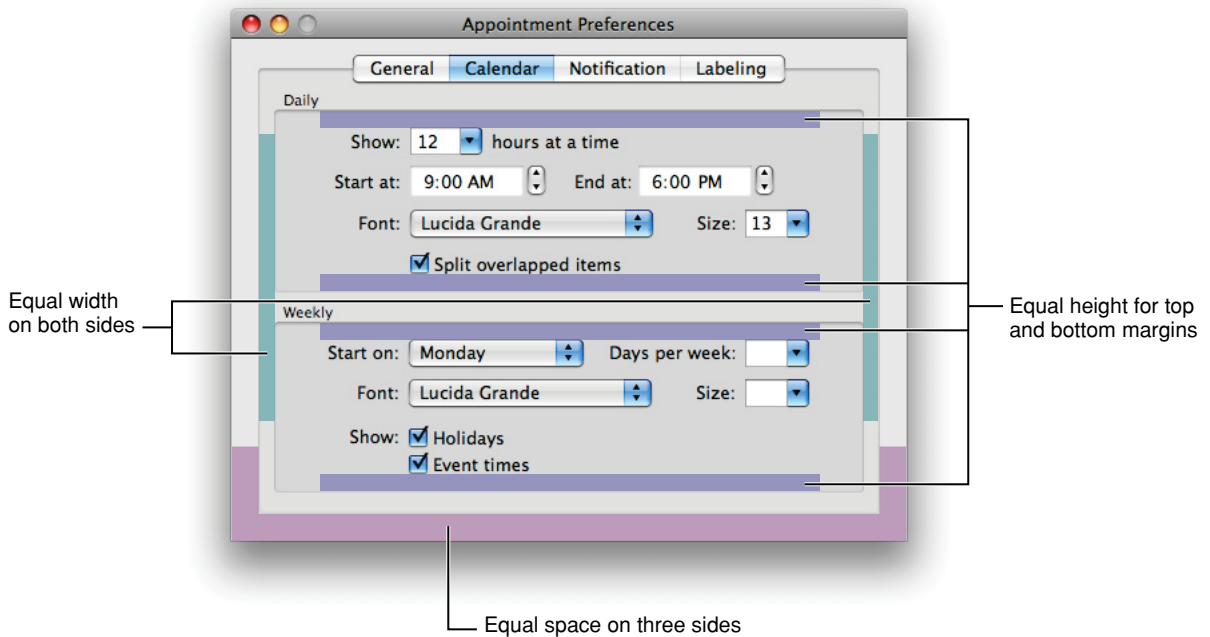 Appointment Preferences
General Calendar Notification Labeling
Daily
Show: 12 hours at a time
Start at: 9:00 AM End at: 6:00 PM
Font: Lucida Grande Size: 13
Split overlapped items
Equal width
on both sides
Equal height for top
and bottom margins
Weekly
Start on: Monday Days per week:
Font: Lucida Grande Size:
Show: Holidays
Event times
Equal space on three sides